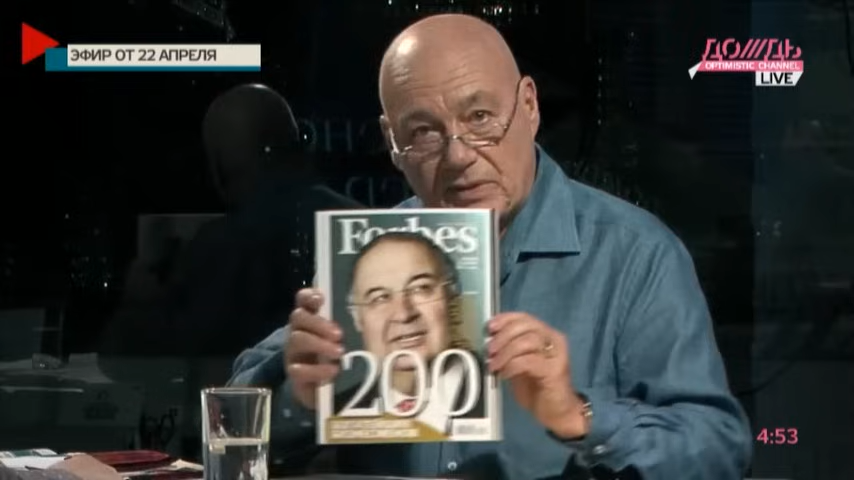 ЭФИР ОТ 22 АПРЕЛЯ
ДОЖДЬ
OPTIMISTIC CHANNEL
LIVE
Forbes
200
4:53